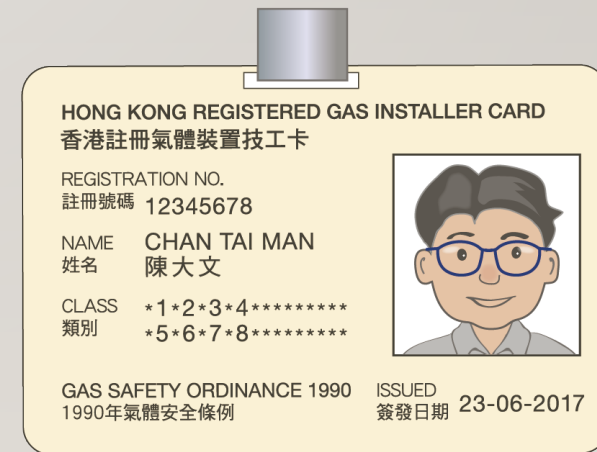 HONG KONG REGISTERED GAS INSTALLER CARD
香港註冊氣體裝置技工卡
REGISTRATION NO.
註冊號碼 12345678
NAME CHAN TAI MAN
姓名 陳大文
CLASS *1*2*3*4*********
類別 *5*6*7*8*********
GAS SAFETY ORDINANCE 1990
1990年氣體安全條例
ISSUED
簽發日期 23-06-2017